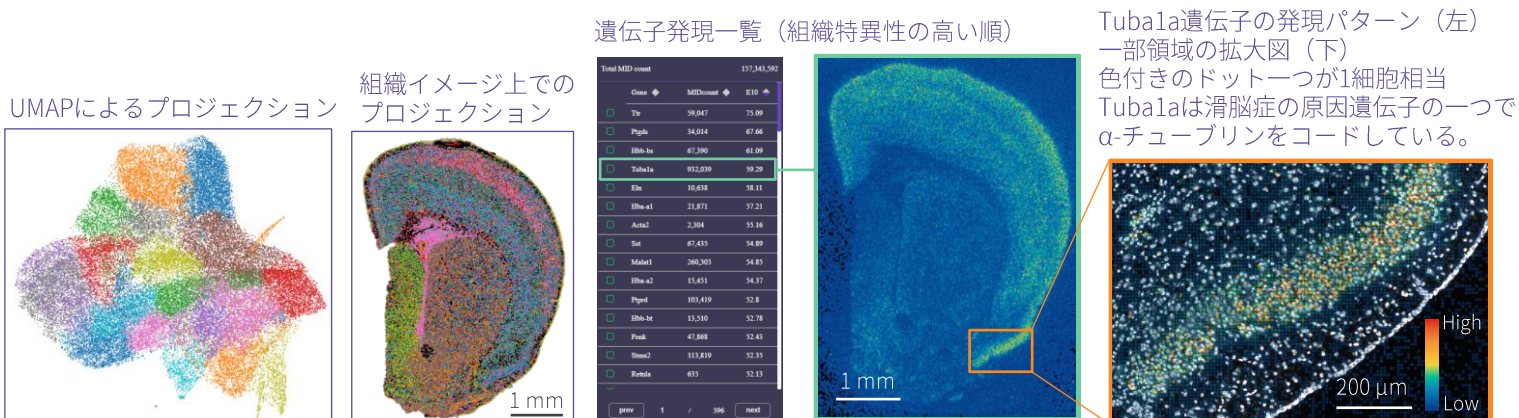 UMAPによるプロジェクション
組織イメージ上での
プロジェクション
1 mm
遺伝子発現一覧（組織特異性の高い順）
Total MID count 157,343,592
Gene MIDcount E10
Ttr 59,047 75.09
Ptgds 34,014 67.66
Hbb-bs 67,390 61.09
Tuba1a 932,039 59.29
Eln 10,638 58.11
Hba-a1 21,871 57.21
Acta2 2,304 55.16
Sst 67,435 54.89
Malat1 260,303 54.85
Hba-a2 15,451 54.37
Ptprd 103,419 52.8
Hbb-bt 13,510 52.78
Penk 47,868 52.43
Stmn2 313,819 52.35
Retnla 635 52.13
prev 1 / 396 next
1 mm
Tuba1a遺伝子の発現パターン（左）
一部領域の拡大図（下）
色付きのドット一つが1細胞相当
Tuba1aは滑脳症の原因遺伝子の一つで
α-チューブリンをコードしている。
High
Low
200 μm